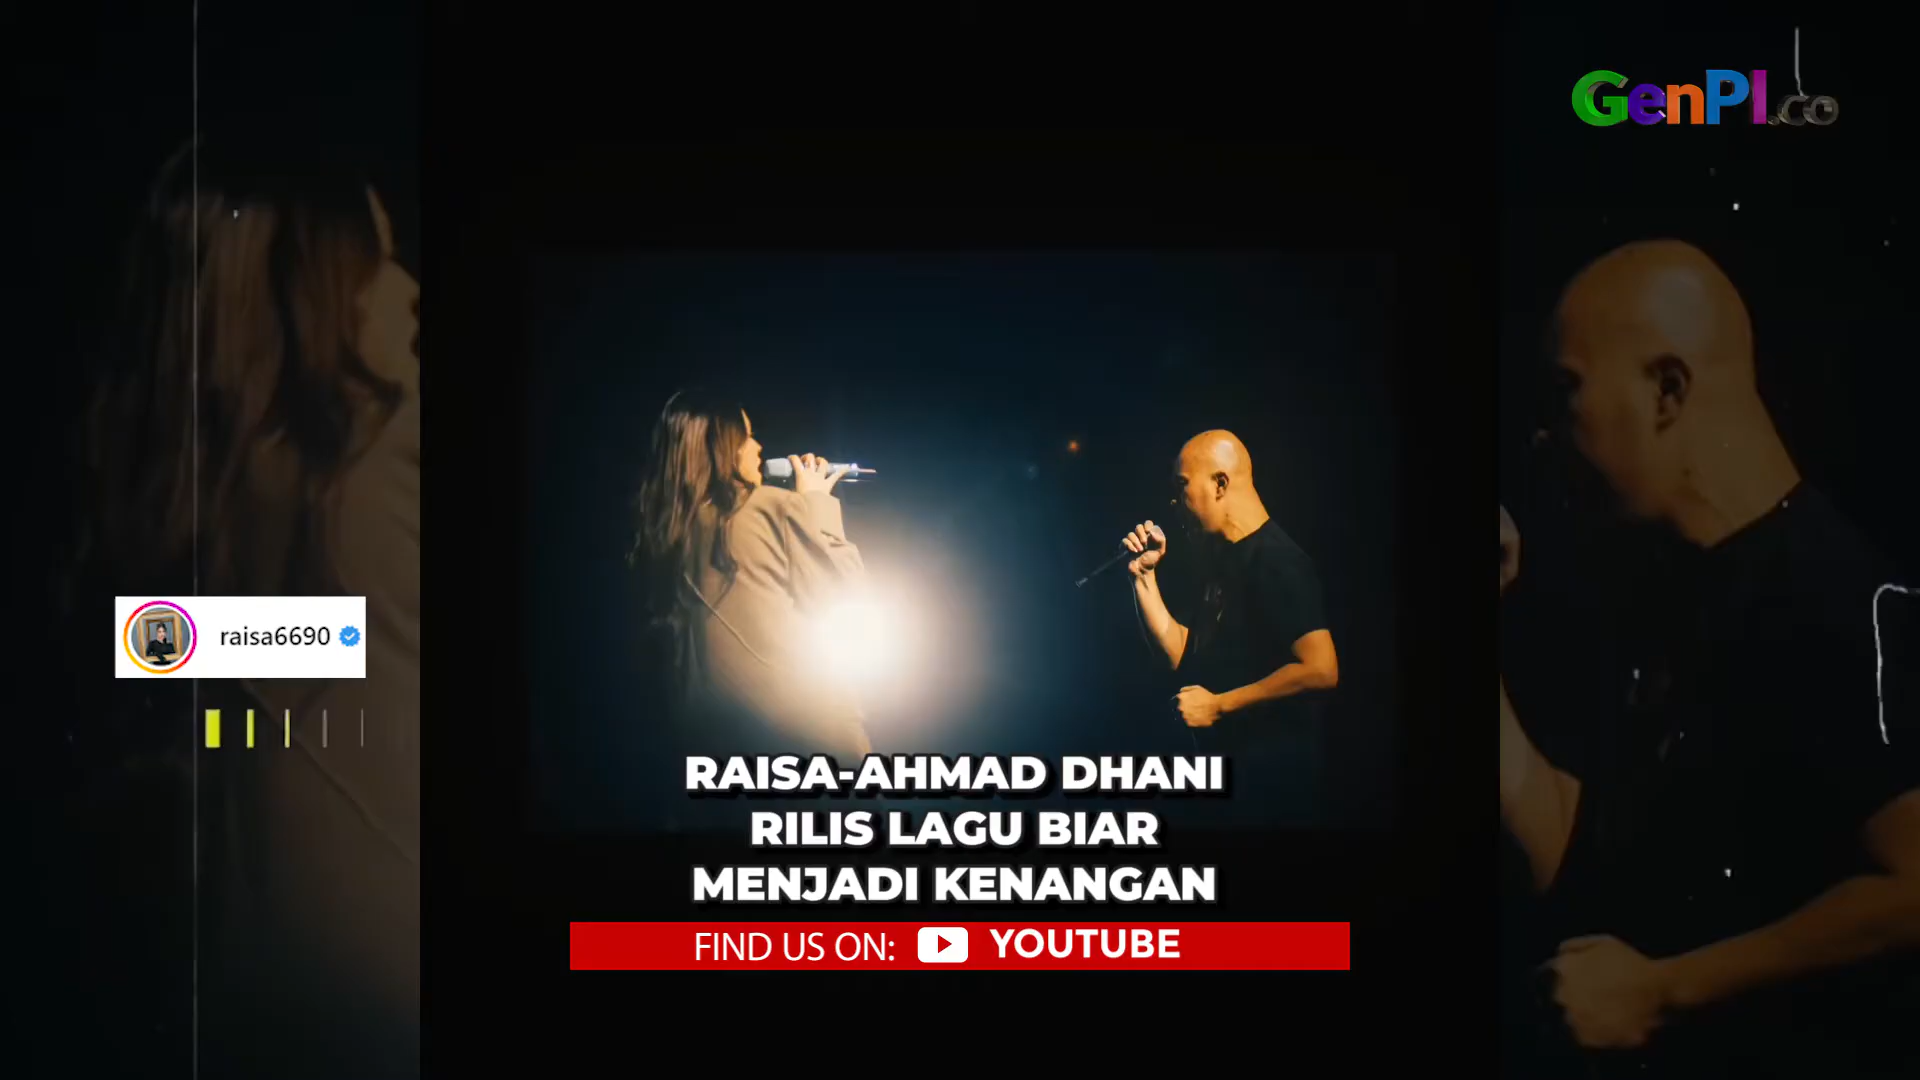 GenPI.co
raisa6690
RAISA-AHMAD DHANI
RILIS LAGU BIAR
MENJADI KENANGAN
FIND US ON: YOUTUBE